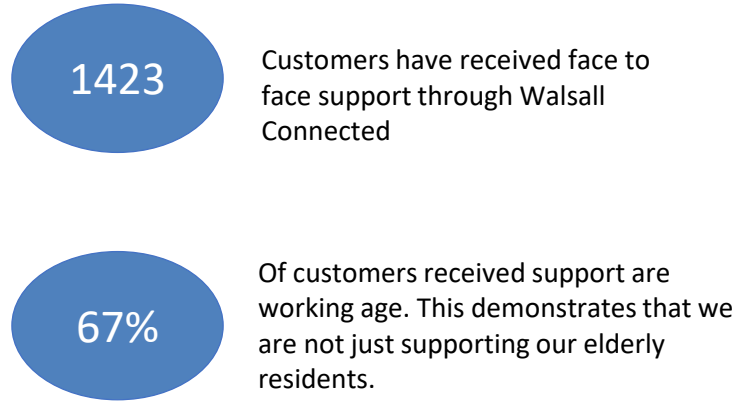 1423
Customers have received face to
face support through Walsall
Connected
67%
Of customers received support are
working age. This demonstrates that we
are not just supporting our elderly
residents.